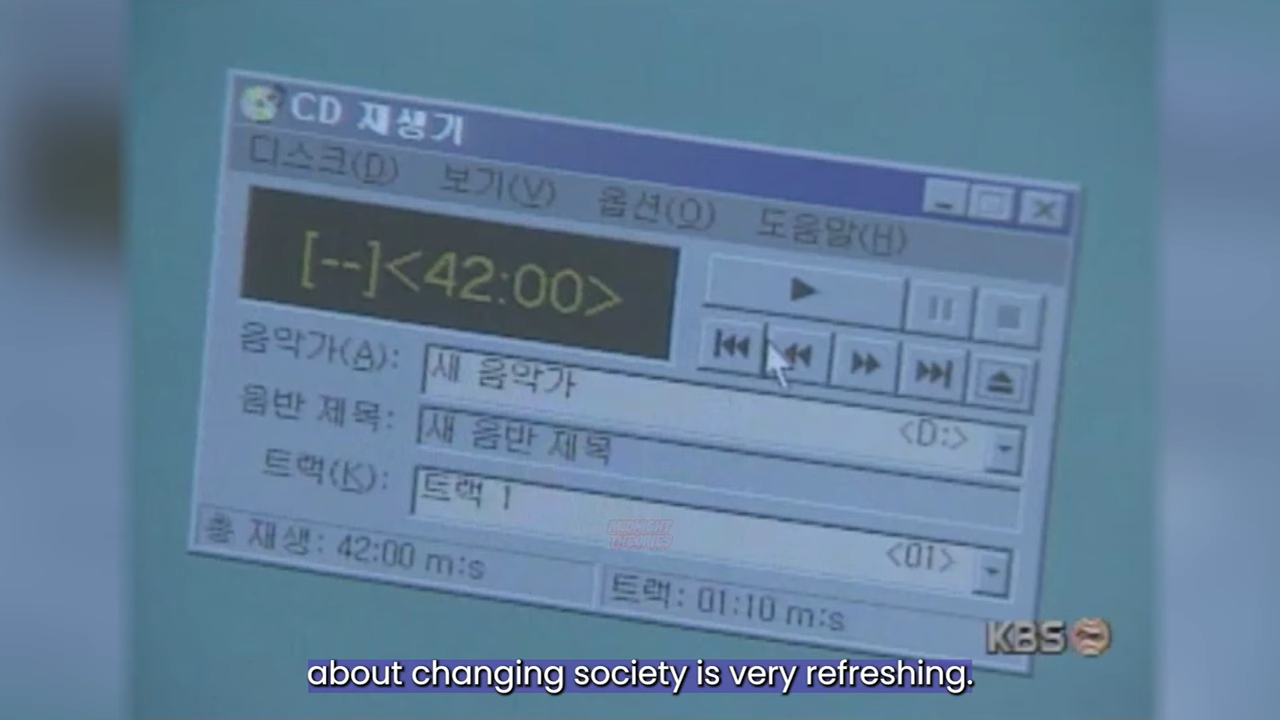 CD 재생기
디스크(D) 보기(V) 옵션(O) 도움말(H)
[--]<42:00>
음악가(A): 새 음악가 <D:>
음반 제목: 새 음반 제목
트랙(K): 트랙 1 <01>
총 재생: 42:00 m:s 트랙: 01:10 m:s
MIDNIGHT
THEORIES
KBS
about changing society is very refreshing.